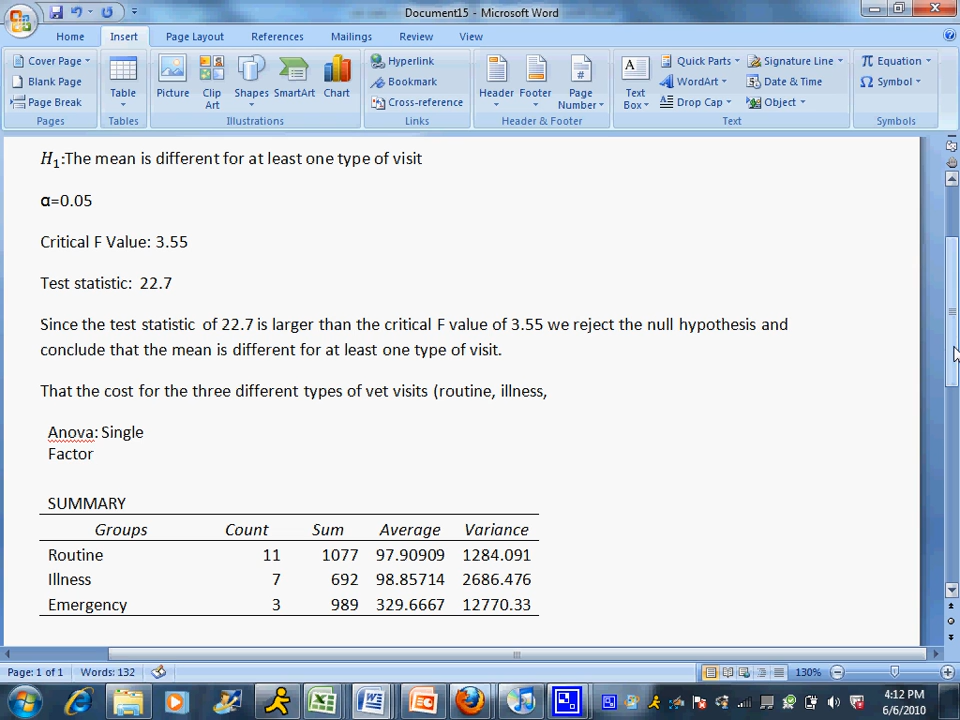 Document15 - Microsoft Word
Home Insert Page Layout References Mailings Review View
Cover Page
Blank Page
Page Break
Pages
Table
Tables
Picture
Clip Art
Shapes
SmartArt
Chart
Illustrations
Hyperlink
Bookmark
Cross-reference
Links
Header
Footer
Page Number
Header & Footer
Text Box
Quick Parts
WordArt
Drop Cap
Signature Line
Date & Time
Object
Text
π Equation
Ω Symbol
Symbols
H₁:The mean is different for at least one type of visit
α=0.05
Critical F Value: 3.55
Test statistic: 22.7
Since the test statistic of 22.7 is larger than the critical F value of 3.55 we reject the null hypothesis and
conclude that the mean is different for at least one type of visit.
That the cost for the three different types of vet visits (routine, illness,
Anova: Single
Factor
SUMMARY
Groups Count Sum Average Variance
Routine 11 1077 97.90909 1284.091
Illness 7 692 98.85714 2686.476
Emergency 3 989 329.6667 12770.33
Page: 1 of 1 Words: 132 130%
4:12 PM
6/6/2010